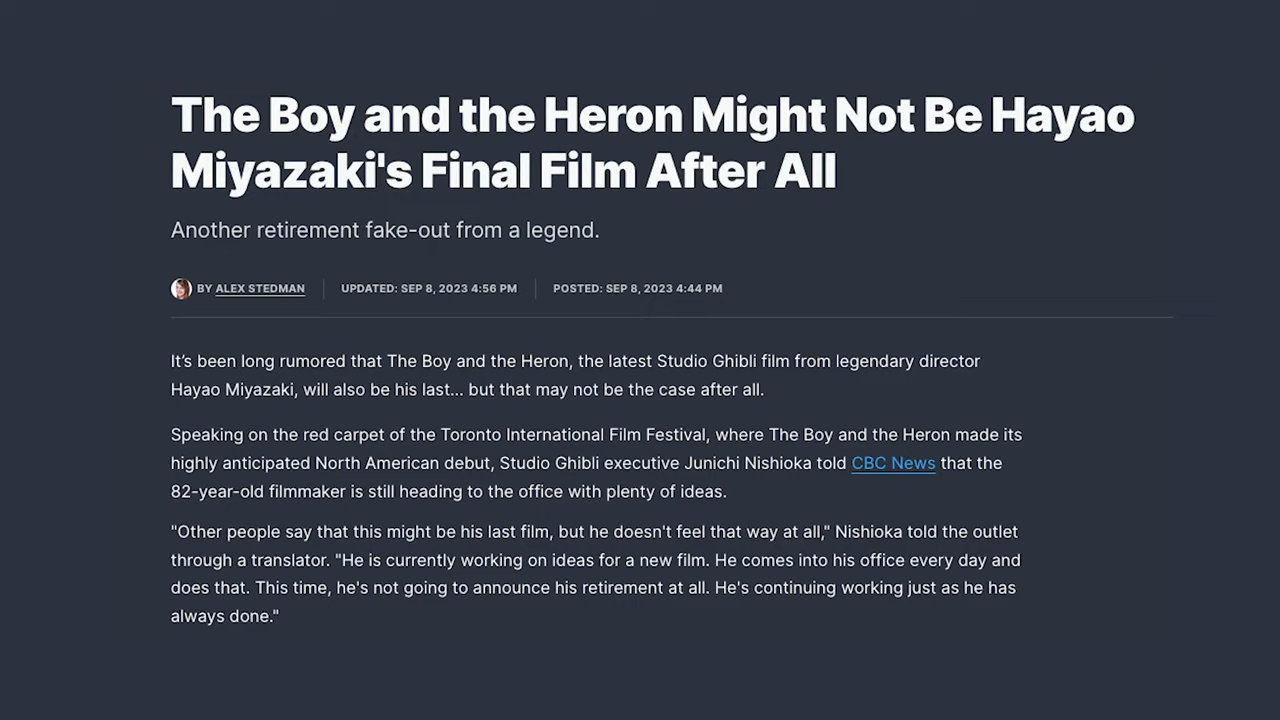 The Boy and the Heron Might Not Be Hayao
Miyazaki's Final Film After All
Another retirement fake-out from a legend.
BY ALEX STEDMAN UPDATED: SEP 8, 2023 4:56 PM POSTED: SEP 8, 2023 4:44 PM
It’s been long rumored that The Boy and the Heron, the latest Studio Ghibli film from legendary director
Hayao Miyazaki, will also be his last... but that may not be the case after all.
Speaking on the red carpet of the Toronto International Film Festival, where The Boy and the Heron made its
highly anticipated North American debut, Studio Ghibli executive Junichi Nishioka told CBC News that the
82-year-old filmmaker is still heading to the office with plenty of ideas.
"Other people say that this might be his last film, but he doesn't feel that way at all," Nishioka told the outlet
through a translator. "He is currently working on ideas for a new film. He comes into his office every day and
does that. This time, he's not going to announce his retirement at all. He's continuing working just as he has
always done."